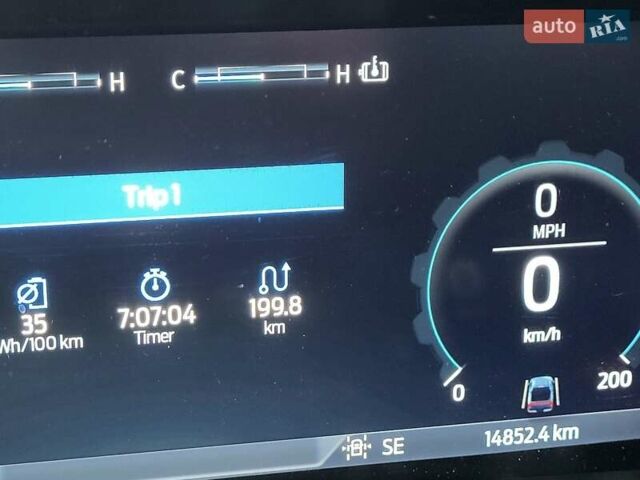 auto RIA.com
H C H
Trip 1
0
MPH
0
km/h
35
Wh/100 km
7:07:04
Timer
199.8
km
0
200
SE
14852.4 km